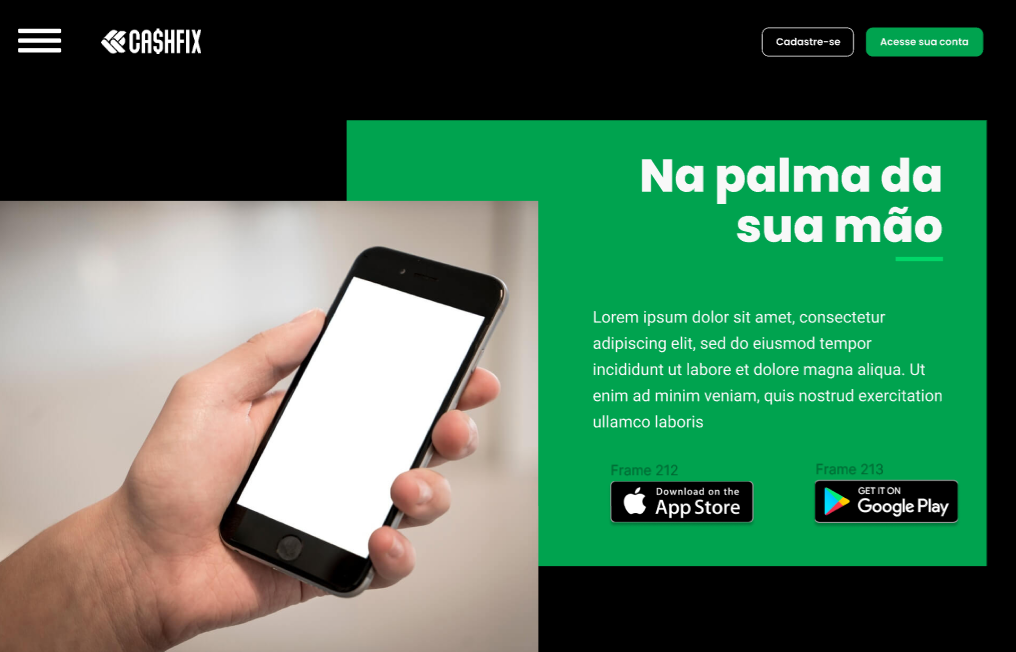 CA$HFIX
Cadastre-se
Acesse sua conta
Na palma da
sua mão
Lorem ipsum dolor sit amet, consectetur
adipiscing elit, sed do eiusmod tempor
incididunt ut labore et dolore magna aliqua. Ut
enim ad minim veniam, quis nostrud exercitation
ullamco laboris
Frame 212
Download on the
App Store
Frame 213
GET IT ON
Google Play